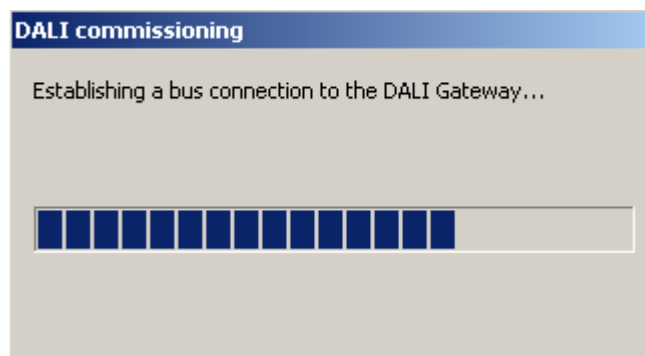 DALI commissioning
Establishing a bus connection to the DALI Gateway...